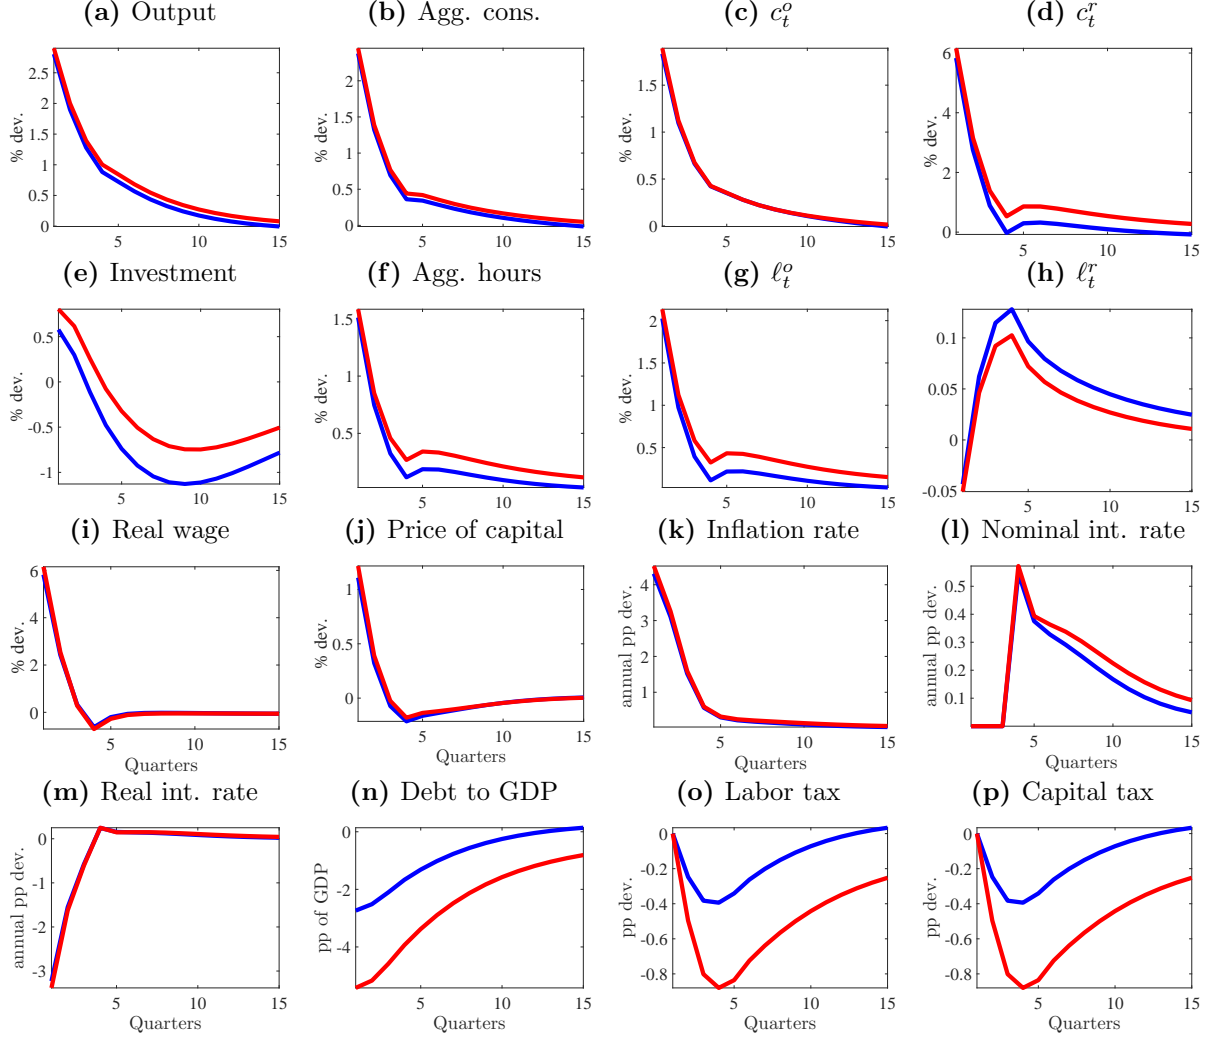 (a) Output (b) Agg. cons. (c) c_t^o (d) c_t^r
% dev. 2.5 2 1.5 1 0.5 0 5 10 15
% dev. 2 1.5 1 0.5 0 5 10 15
% dev. 1.5 1 0.5 0 5 10 15
% dev. 6 4 2 0 5 10 15
(e) Investment (f) Agg. hours (g) ℓ_t^o (h) ℓ_t^r
% dev. 0.5 0 -0.5 -1 5 10 15
% dev. 1.5 1 0.5 5 10 15
% dev. 2 1.5 1 0.5 5 10 15
0.1 0.05 0 -0.05 5 10 15
(i) Real wage (j) Price of capital (k) Inflation rate (l) Nominal int. rate
% dev. 6 4 2 0 5 10 15 Quarters
% dev. 1 0.5 0 5 10 15 Quarters
annual pp dev. 4 3 2 1 5 10 15 Quarters
annual pp dev. 0.5 0.4 0.3 0.2 0.1 5 10 15 Quarters
(m) Real int. rate (n) Debt to GDP (o) Labor tax (p) Capital tax
annual pp dev. 0 -1 -2 -3 5 10 15 Quarters
pp of GDP 0 -2 -4 5 10 15 Quarters
pp dev. 0 -0.2 -0.4 -0.6 -0.8 5 10 15 Quarters
pp dev. 0 -0.2 -0.4 -0.6 -0.8 5 10 15 Quarters